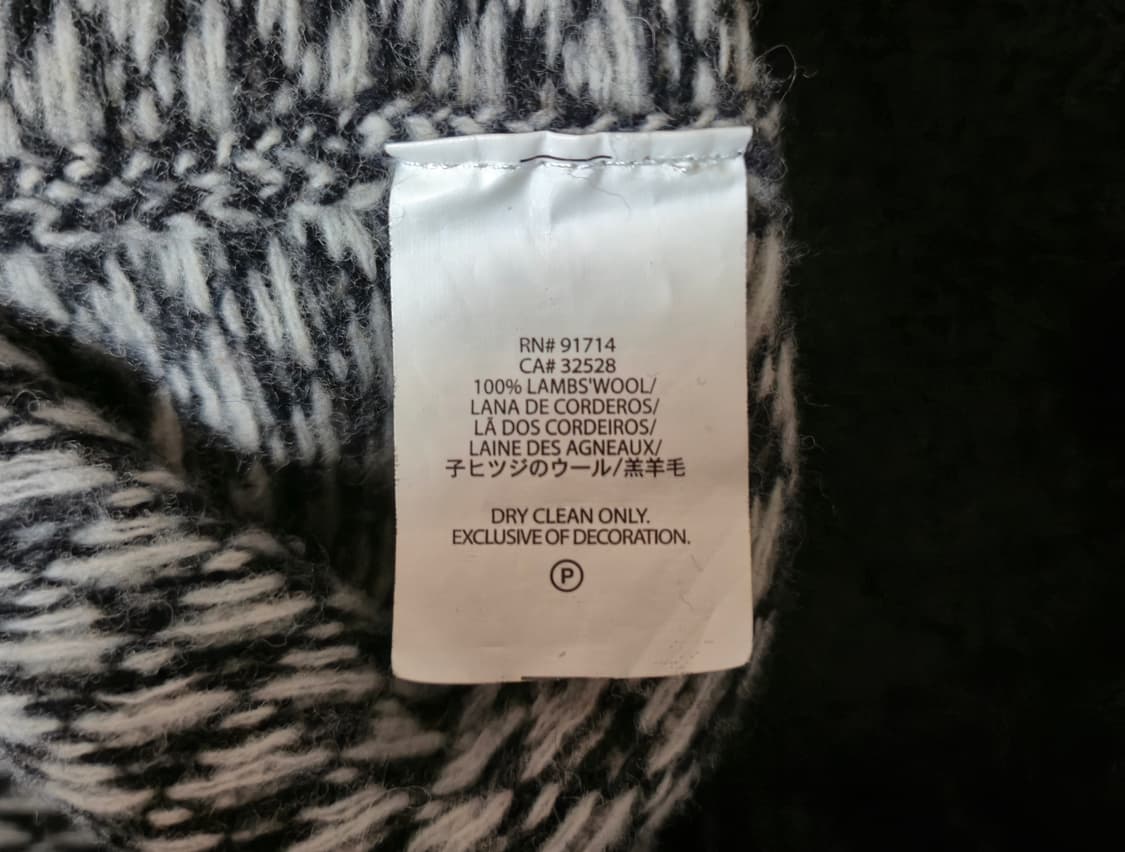 RN# 91714
CA# 32528
100% LAMBS'WOOL/
LANA DE CORDEROS/
LÃ DOS CORDEIROS/
LAINE DES AGNEAUX/
子ヒツジのウール/羔羊毛
DRY CLEAN ONLY.
EXCLUSIVE OF DECORATION.
P